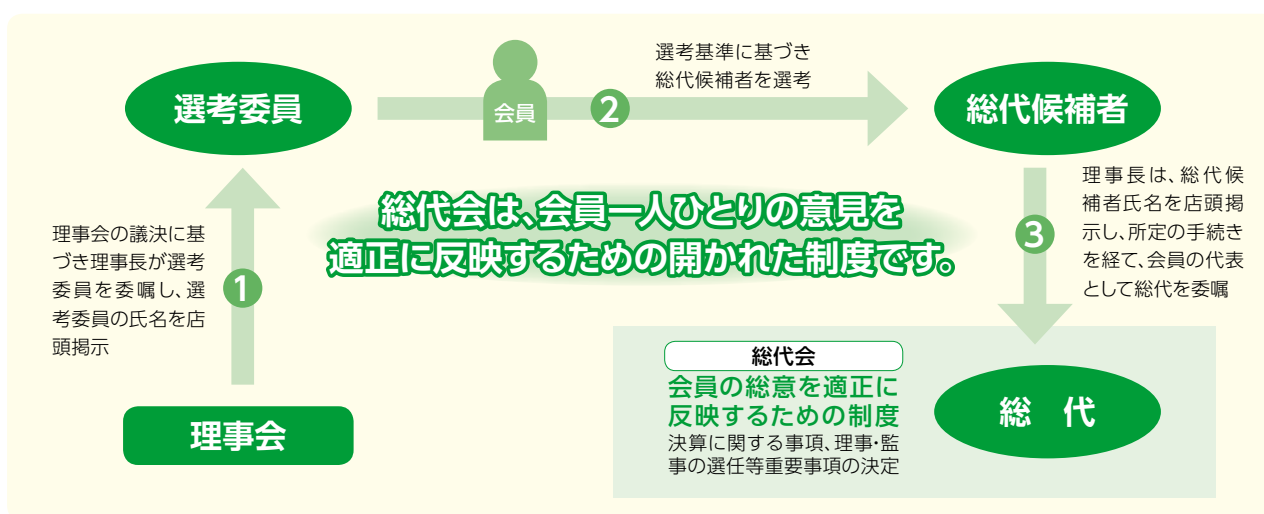 選考委員
会員
2
選考基準に基づき
総代候補者を選考
総代候補者
理事会の議決に基
づき理事長が選考
委員を委嘱し、選
考委員の氏名を店
頭掲示
1
総代会は、会員一人ひとりの意見を
適正に反映するための開かれた制度です。
3
理事長は、総代候
補者氏名を店頭掲
示し、所定の手続き
を経て、会員の代表
として総代を委嘱
理事会
総代会
会員の総意を適正に
反映するための制度
決算に関する事項、理事・監
事の選任等重要事項の決定
総　代